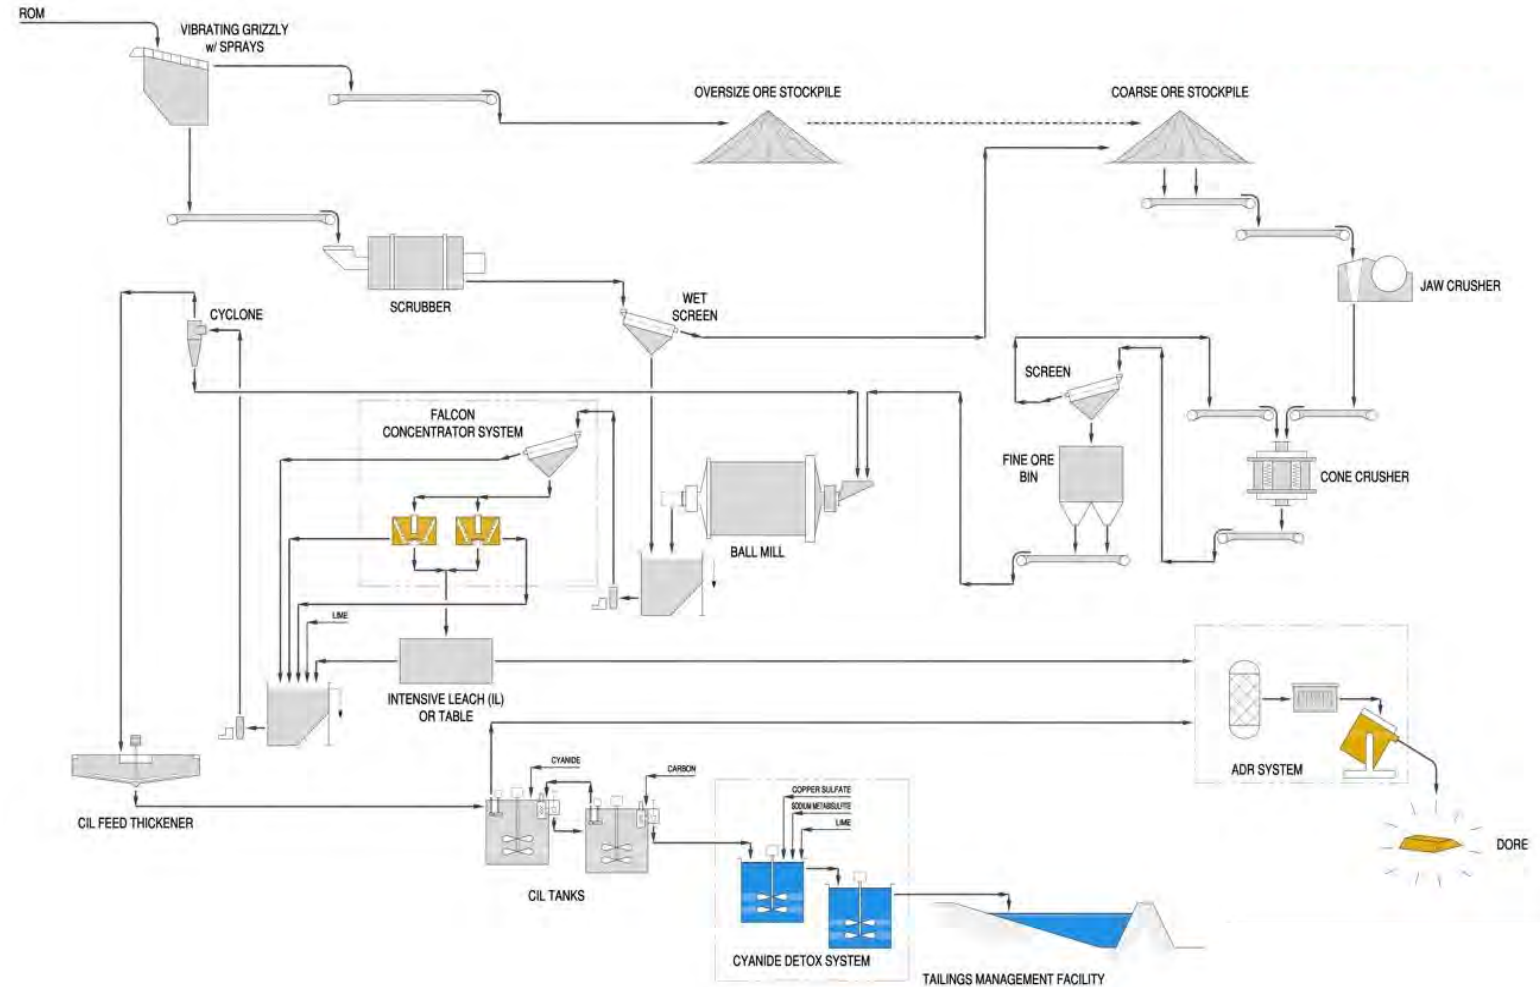 ROM
VIBRATING GRIZZLY
w/ SPRAYS
OVERSIZE ORE STOCKPILE
COARSE ORE STOCKPILE
SCRUBBER
WET
SCREEN
JAW CRUSHER
CYCLONE
SCREEN
FALCON
CONCENTRATOR SYSTEM
FINE ORE
BIN
CONE CRUSHER
BALL MILL
LIME
INTENSIVE LEACH (IL)
OR TABLE
ADR SYSTEM
CYANIDE
CARBON
CIL FEED THICKENER
COPPER SULFATE
SODIUM METABISULFITE
LIME
DORE
CIL TANKS
CYANIDE DETOX SYSTEM
TAILINGS MANAGEMENT FACILITY